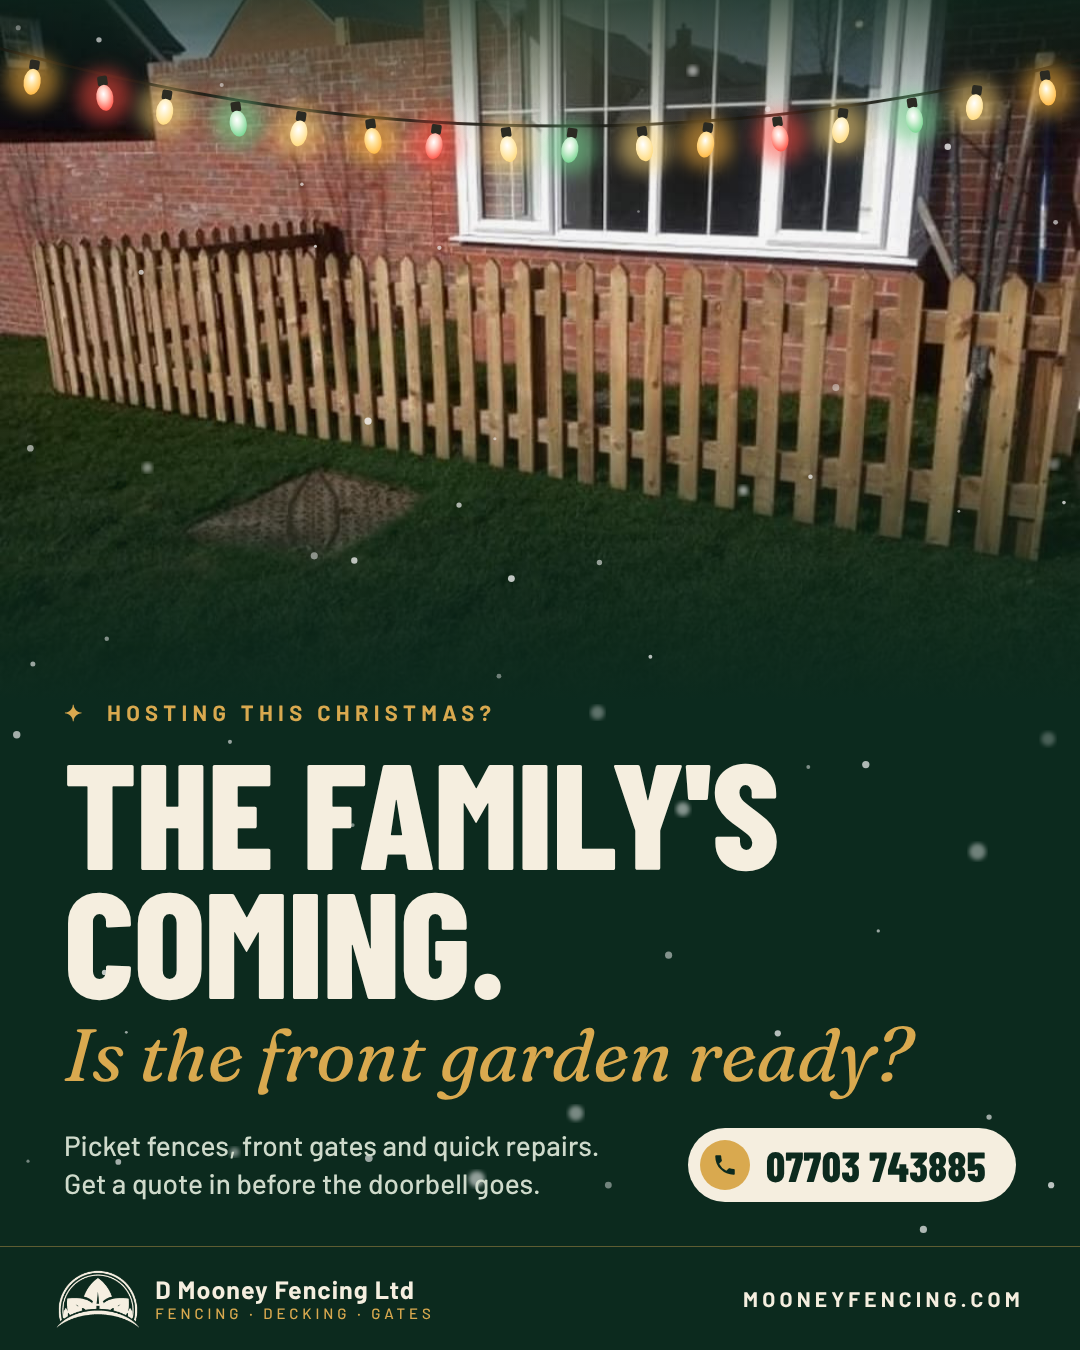 HOSTING THIS CHRISTMAS?
THE FAMILY'S
COMING.
Is the front garden ready?
Picket fences, front gates and quick repairs.
Get a quote in before the doorbell goes.
07703 743885
D Mooney Fencing Ltd
FENCING · DECKING · GATES
MOONEYFENCING.COM